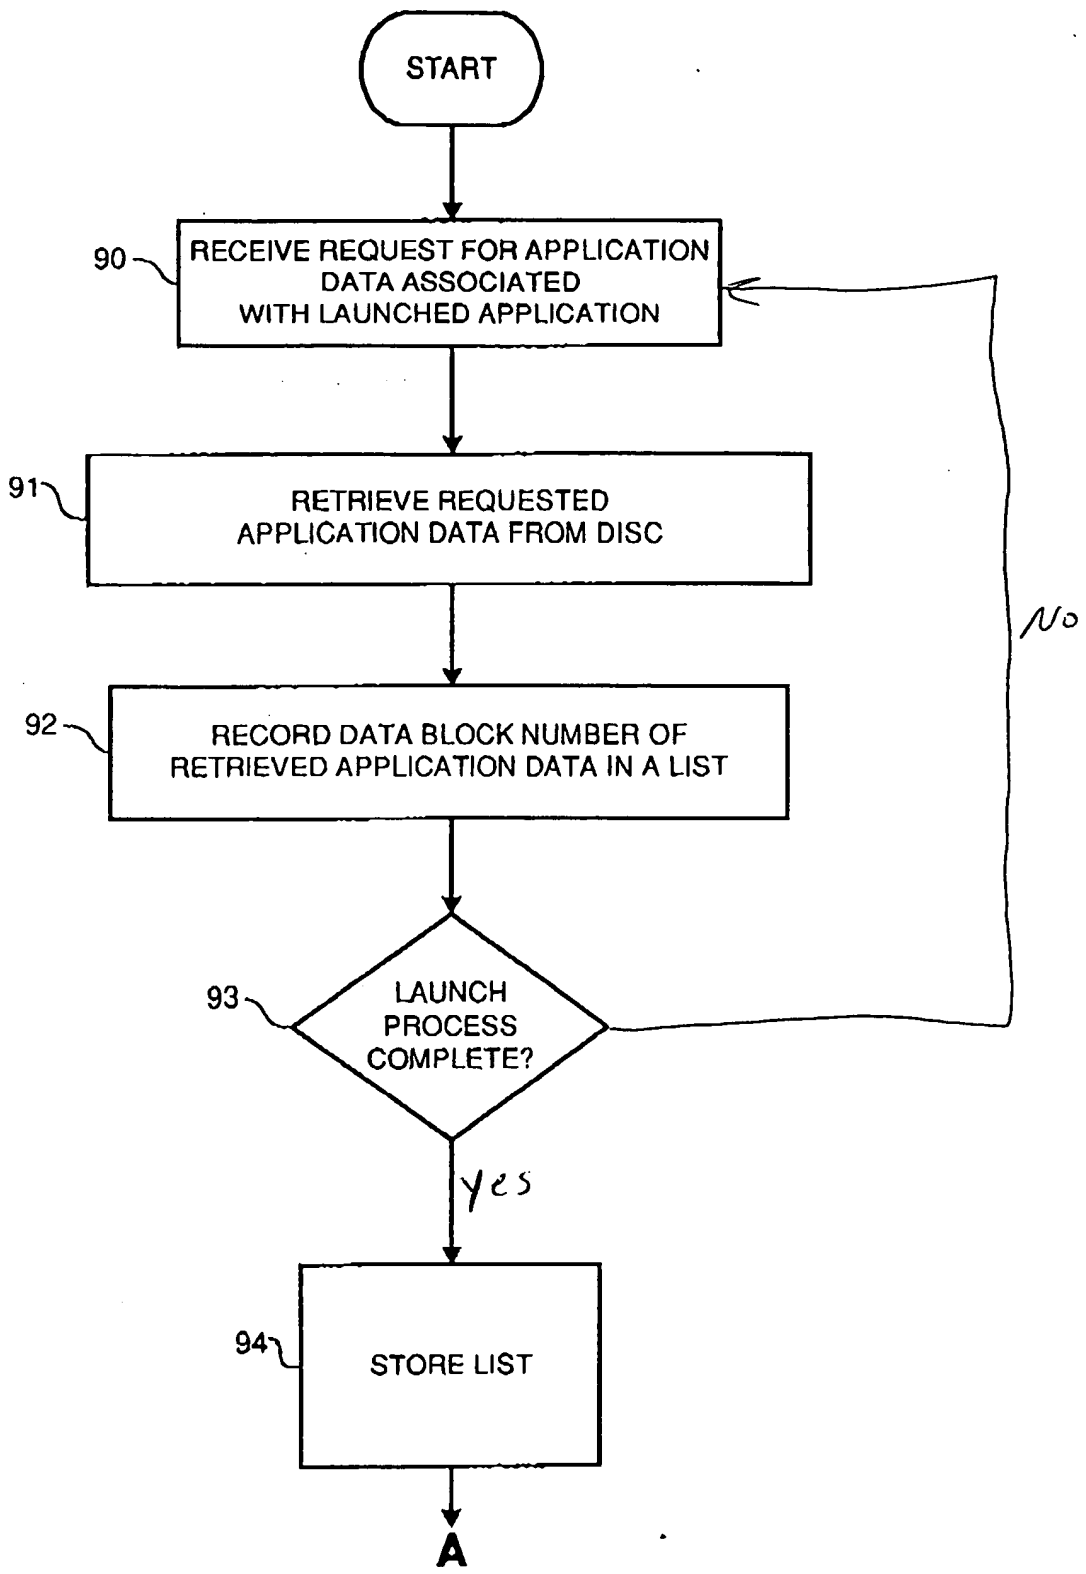 START
90
RECEIVE REQUEST FOR APPLICATION
DATA ASSOCIATED
WITH LAUNCHED APPLICATION
91
RETRIEVE REQUESTED
APPLICATION DATA FROM DISC
No
92
RECORD DATA BLOCK NUMBER OF
RETRIEVED APPLICATION DATA IN A LIST
93
LAUNCH
PROCESS
COMPLETE?
yes
94
STORE LIST
A